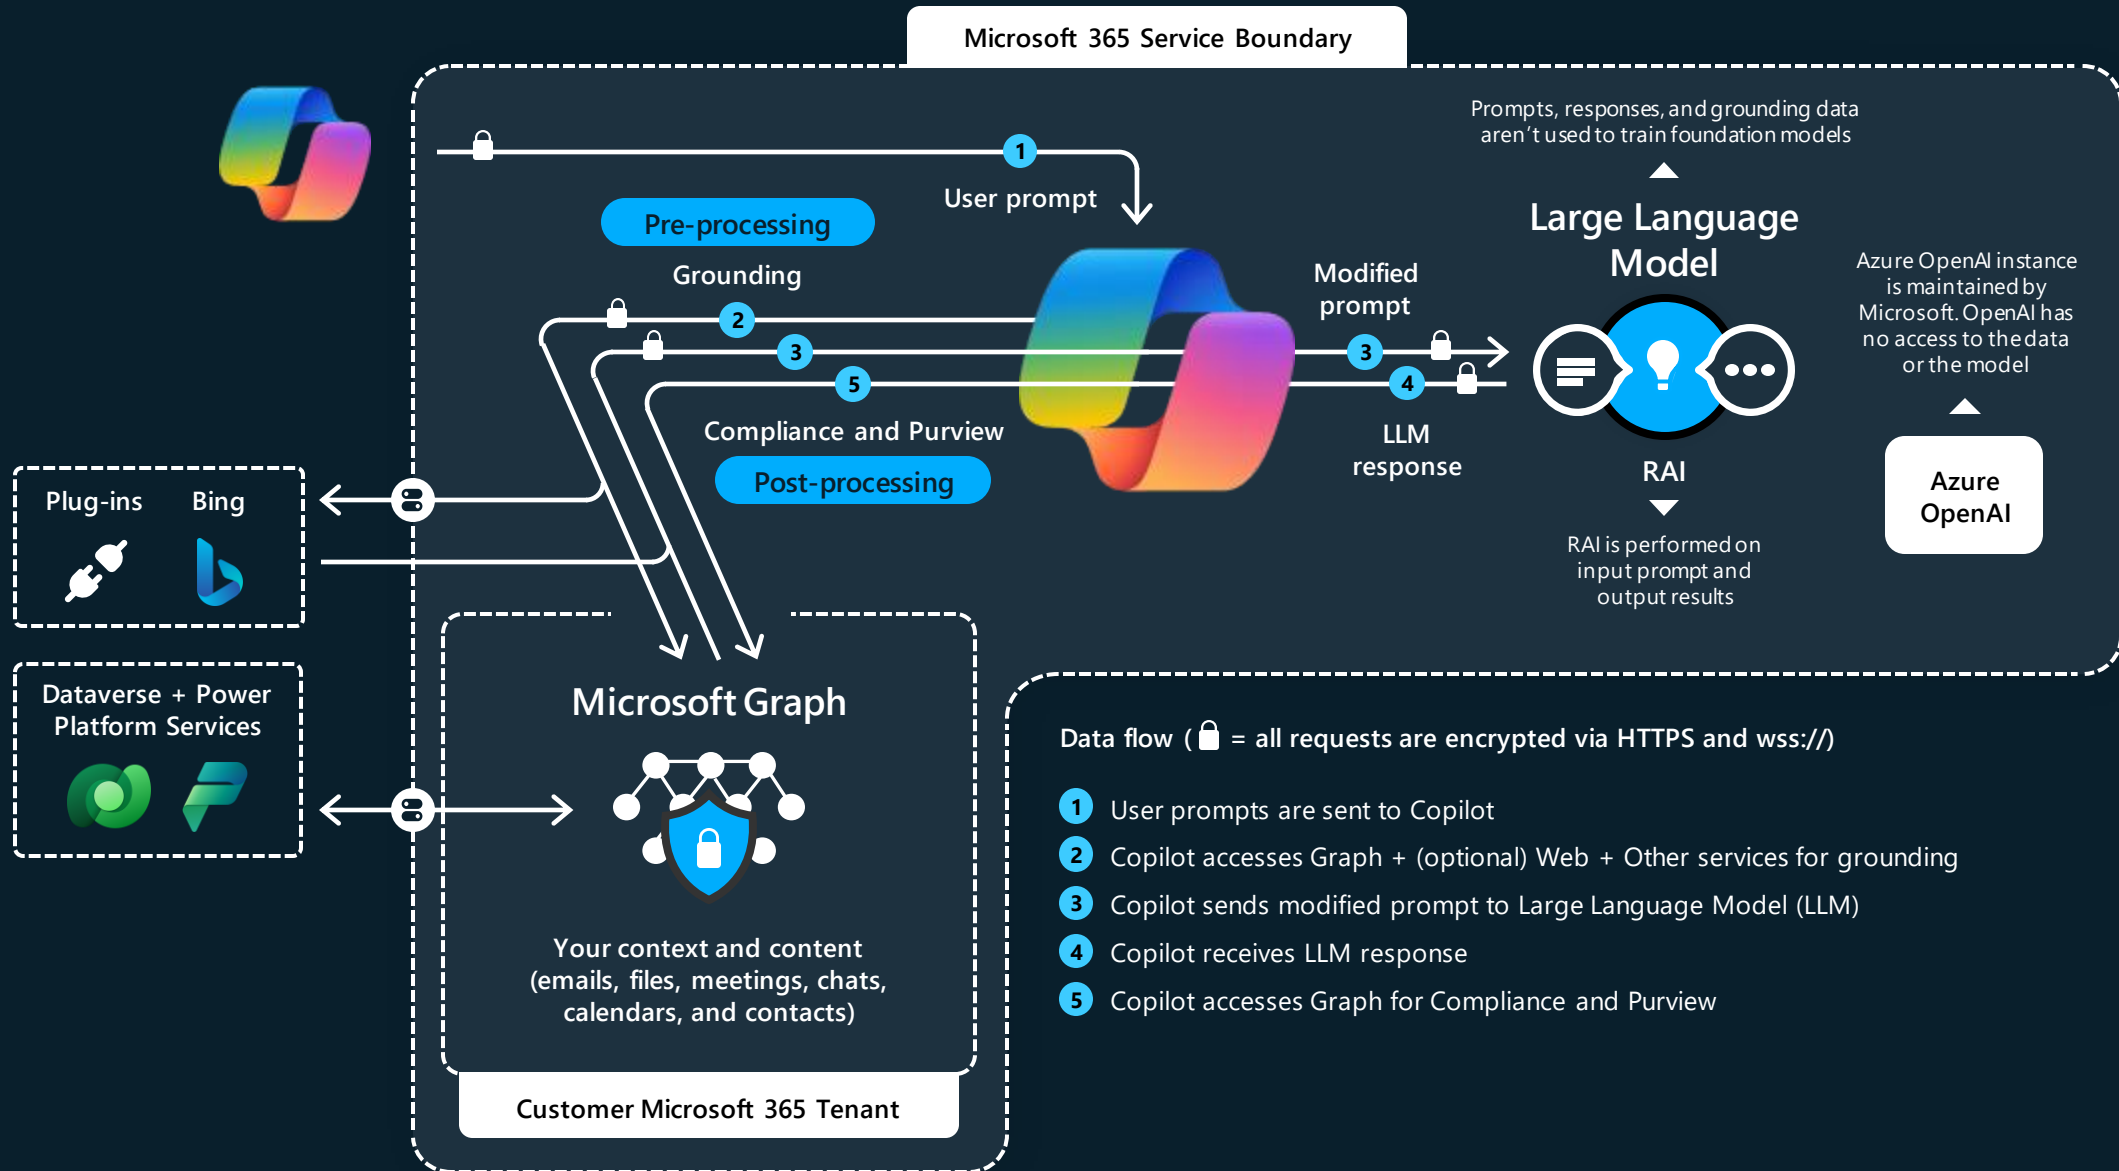 Microsoft 365 Service Boundary
Prompts, responses, and grounding data
aren't used to train foundation models
1
User prompt
Pre-processing
Grounding
2
3
5
Compliance and Purview
Post-processing
Modified
prompt
3
4
LLM
response
Large Language
Model
RAI
RAI is performed on
input prompt and
output results
Azure OpenAI instance
is maintained by
Microsoft. OpenAI has
no access to the data
or the model
Azure
OpenAI
Plug-ins
Bing
Dataverse + Power
Platform Services
Microsoft Graph
Your context and content
(emails, files, meetings, chats,
calendars, and contacts)
Customer Microsoft 365 Tenant
Data flow ( = all requests are encrypted via HTTPS and wss://)
1 User prompts are sent to Copilot
2 Copilot accesses Graph + (optional) Web + Other services for grounding
3 Copilot sends modified prompt to Large Language Model (LLM)
4 Copilot receives LLM response
5 Copilot accesses Graph for Compliance and Purview